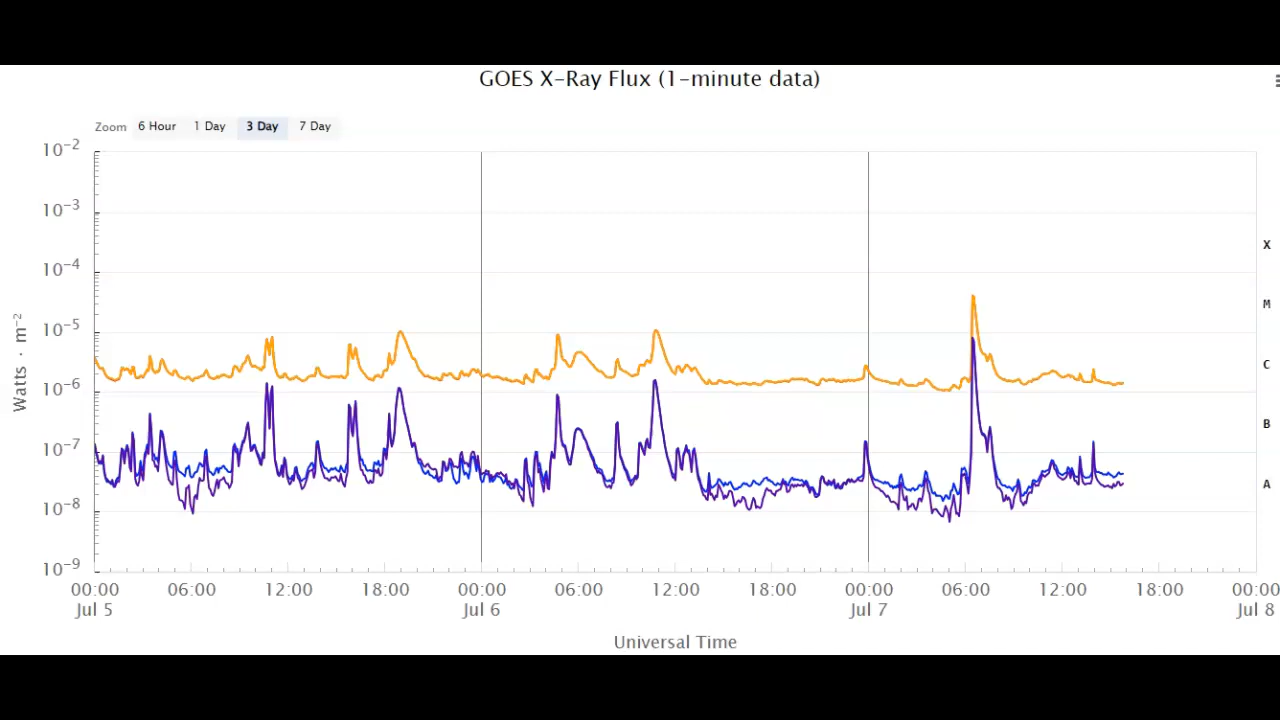 GOES X-Ray Flux (1-minute data)
Zoom 6 Hour 1 Day 3 Day 7 Day
10⁻²
10⁻³
10⁻⁴
10⁻⁵
10⁻⁶
10⁻⁷
10⁻⁸
10⁻⁹
Watts · m⁻²
X
M
C
B
A
00:00 06:00 12:00 18:00 00:00 06:00 12:00 18:00 00:00 06:00 12:00 18:00 00:00
Jul 5 Jul 6 Jul 7 Jul 8
Universal Time